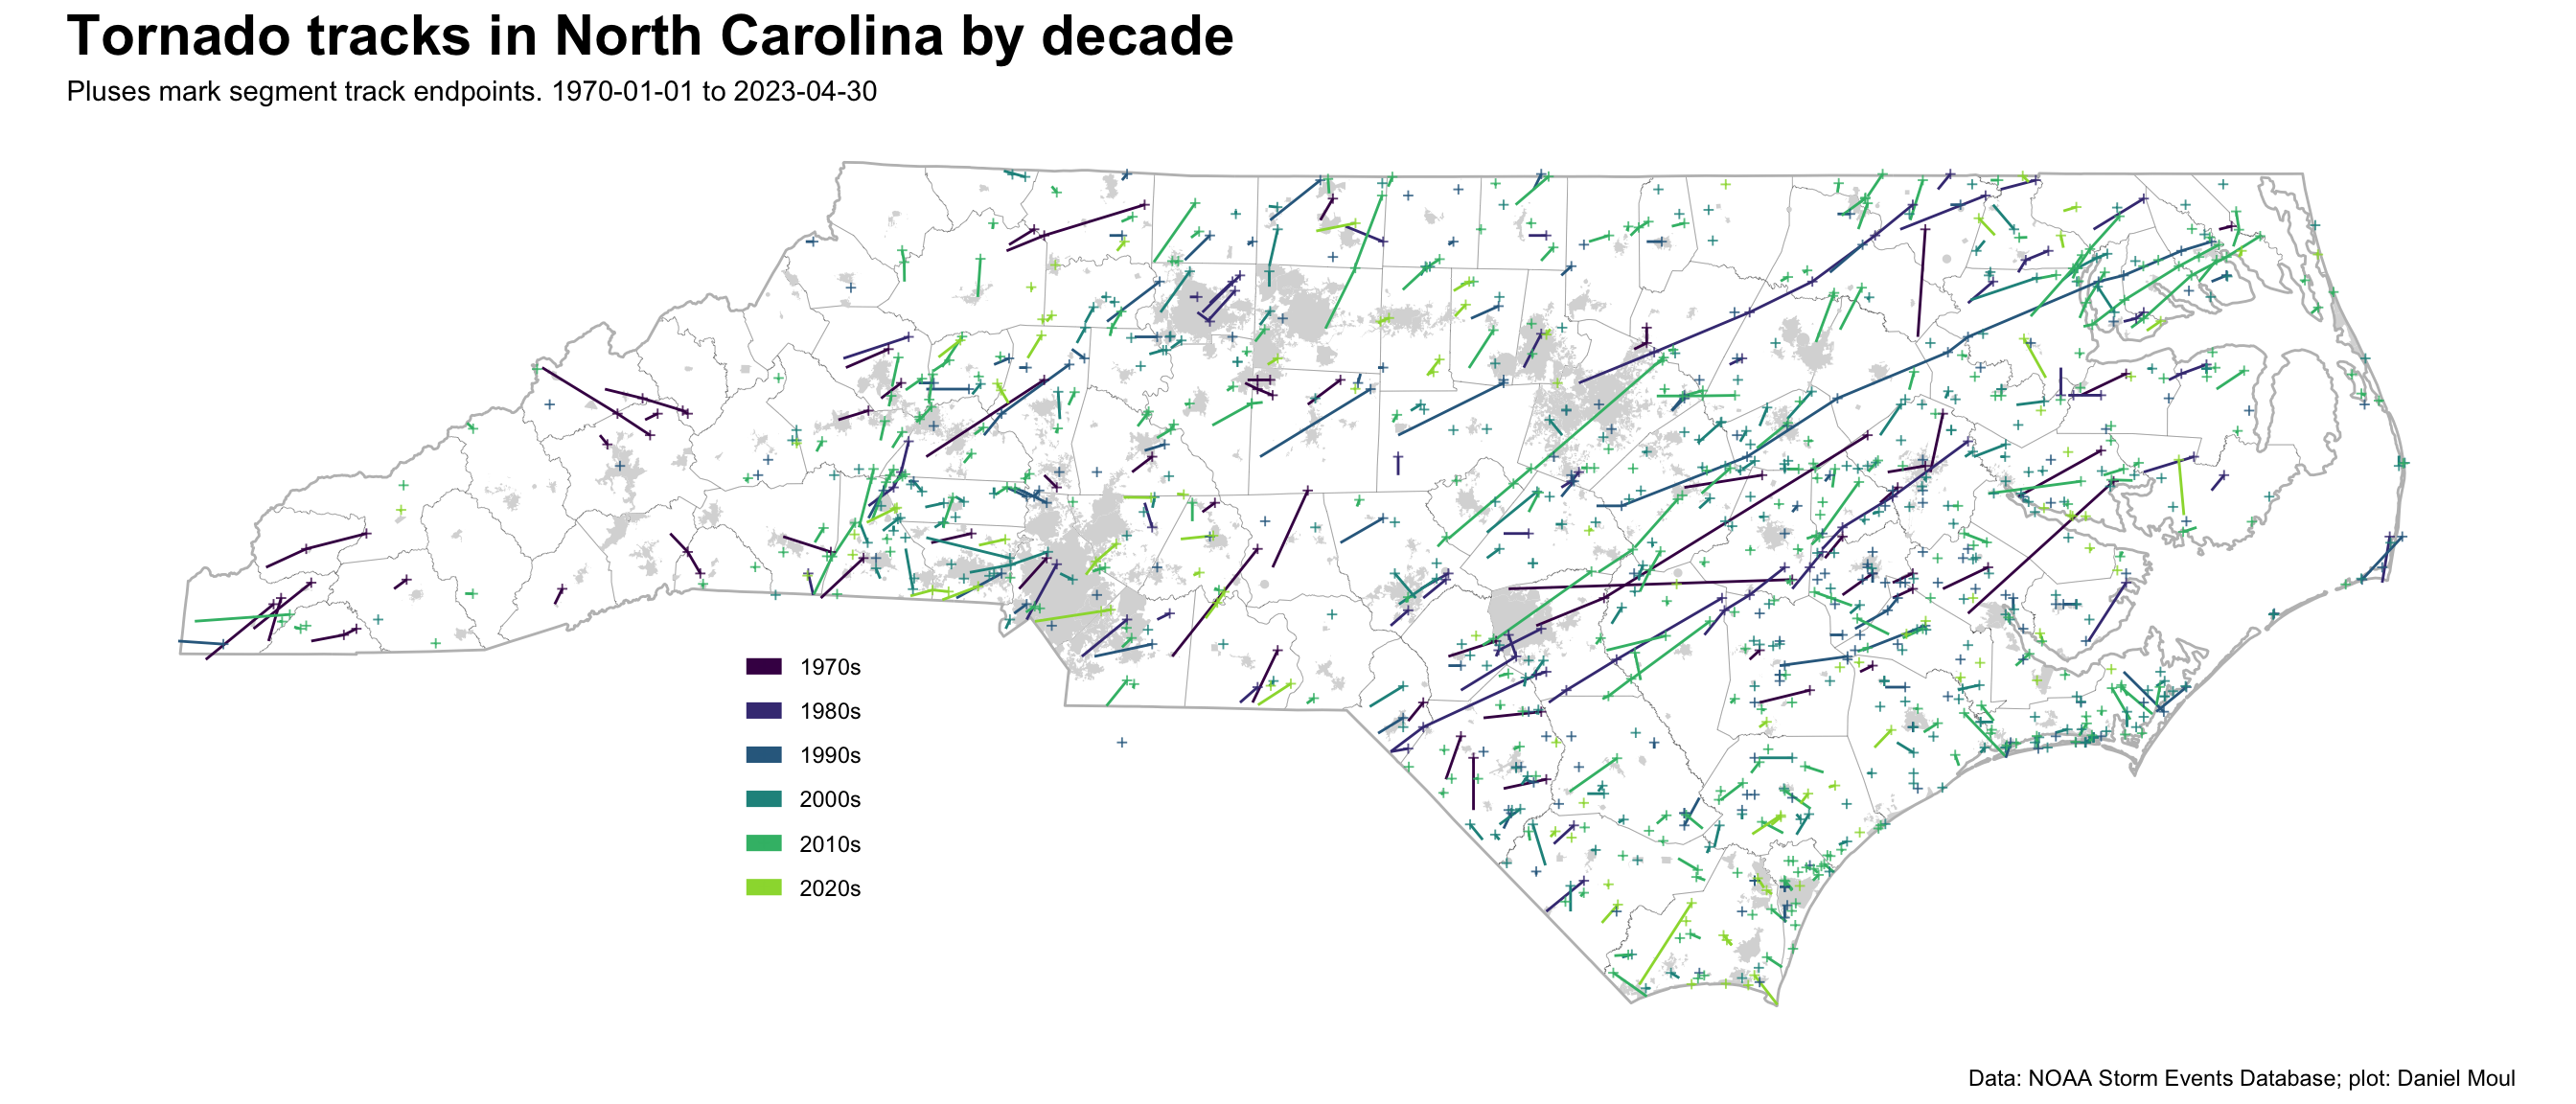 Tornado tracks in North Carolina by decade
Pluses mark segment track endpoints. 1970-01-01 to 2023-04-30
1970s
1980s
1990s
2000s
2010s
2020s
Data: NOAA Storm Events Database; plot: Daniel Moul